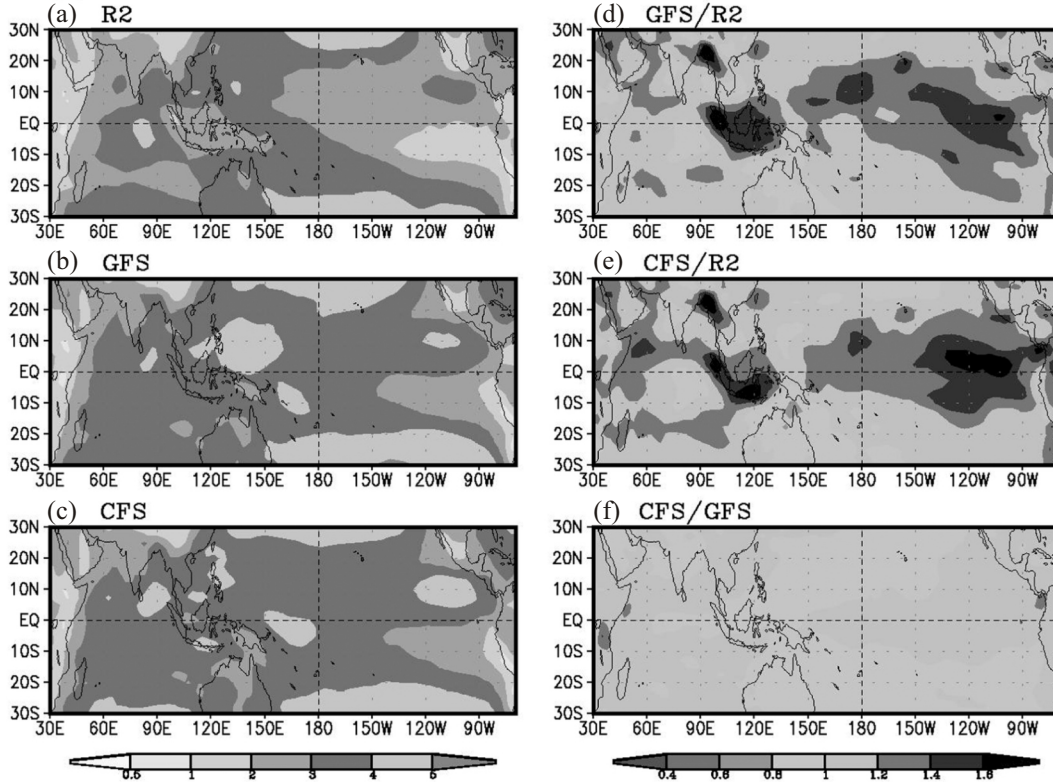 (a) R2
30N
20N
10N
EQ
10S
20S
30S
30E 60E 90E 120E 150E 180 150W 120W 90W
(d) GFS/R2
30N
20N
10N
EQ
10S
20S
30S
30E 60E 90E 120E 150E 180 150W 120W 90W
(b) GFS
30N
20N
10N
EQ
10S
20S
30S
30E 60E 90E 120E 150E 180 150W 120W 90W
(e) CFS/R2
30N
20N
10N
EQ
10S
20S
30S
30E 60E 90E 120E 150E 180 150W 120W 90W
(c) CFS
30N
20N
10N
EQ
10S
20S
30S
30E 60E 90E 120E 150E 180 150W 120W 90W
(f) CFS/GFS
30N
20N
10N
EQ
10S
20S
30S
30E 60E 90E 120E 150E 180 150W 120W 90W
0.5 1 2 3 4 5
0.4 0.6 0.8 1 1.2 1.4 1.6